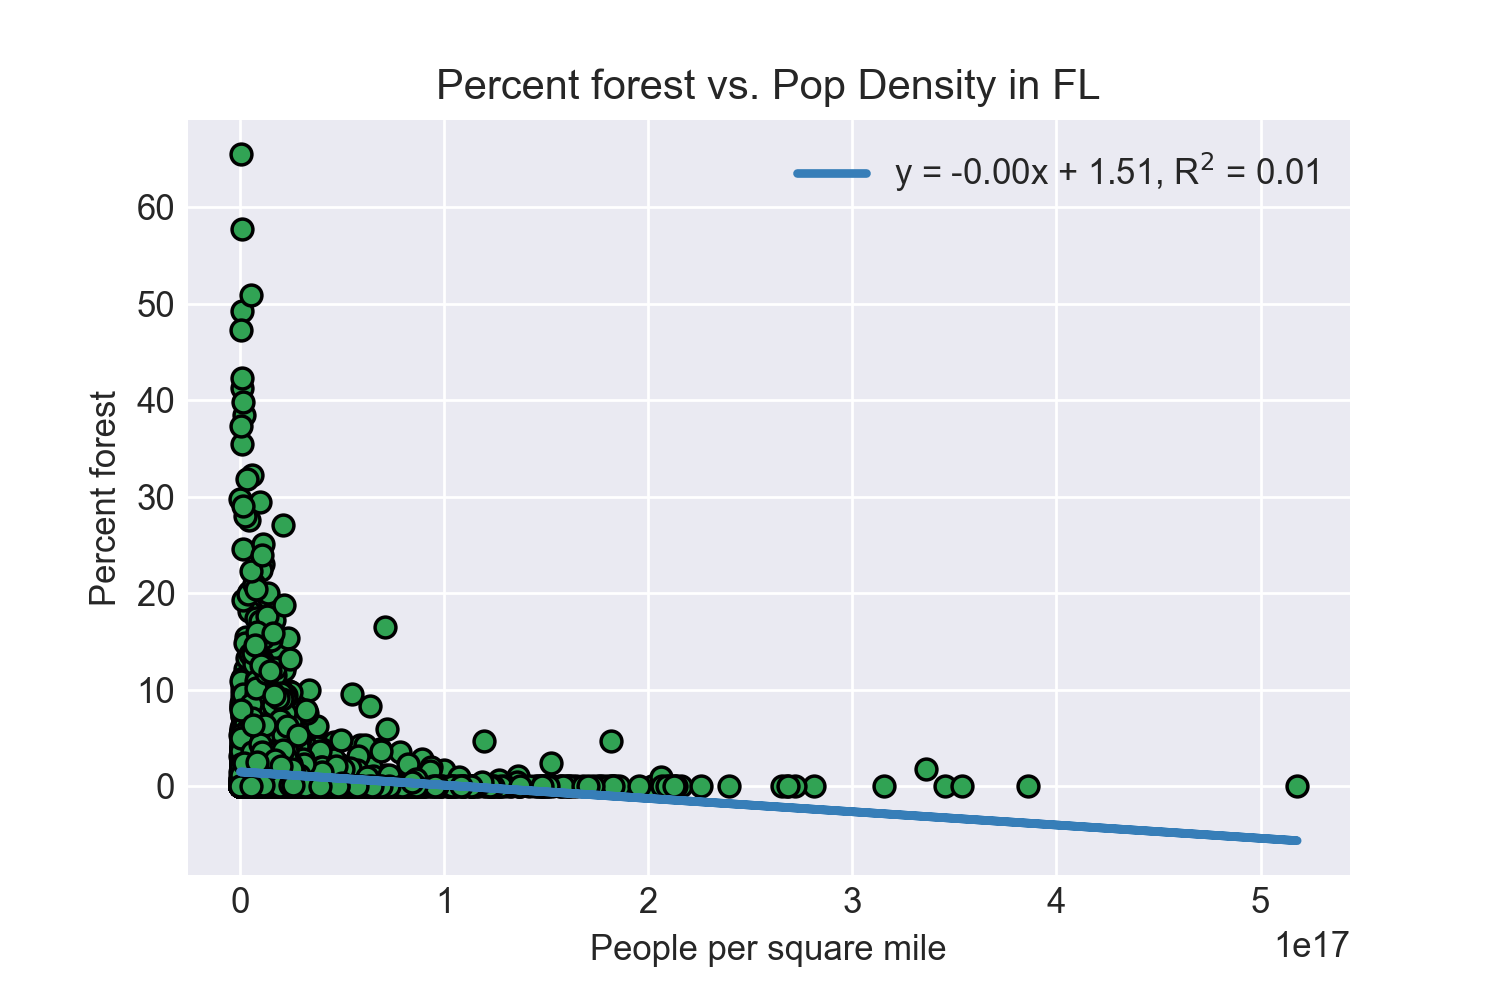 Percent forest vs. Pop Density in FL
y = -0.00x + 1.51, R² = 0.01
60
50
40
30
20
10
0
Percent forest
0 1 2 3 4 5
1e17
People per square mile